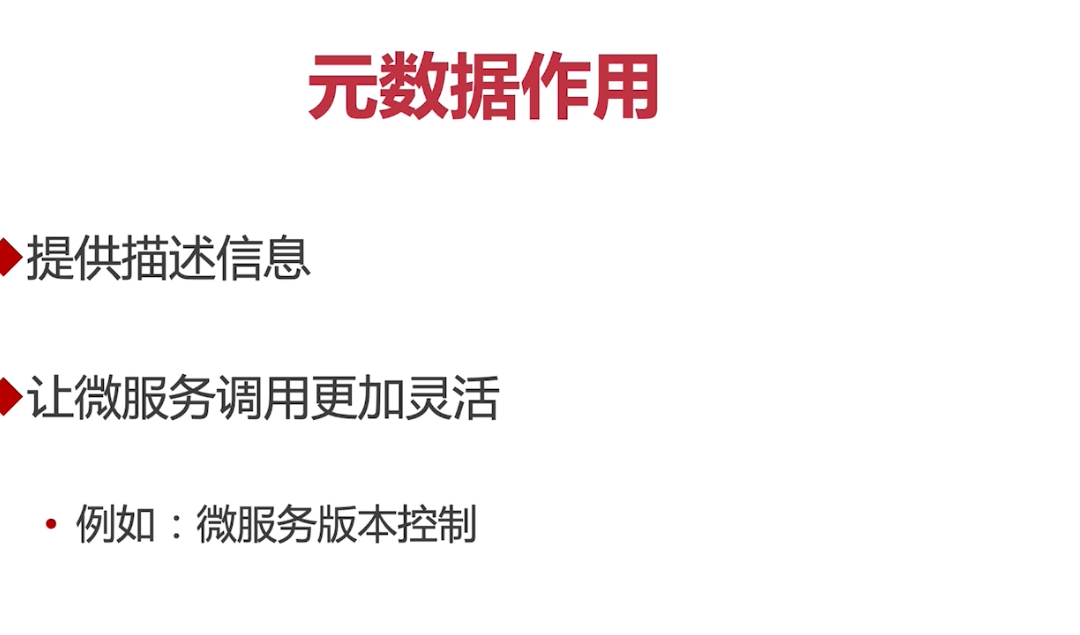 元数据作用
提供描述信息
让微服务调用更加灵活
例如：微服务版本控制